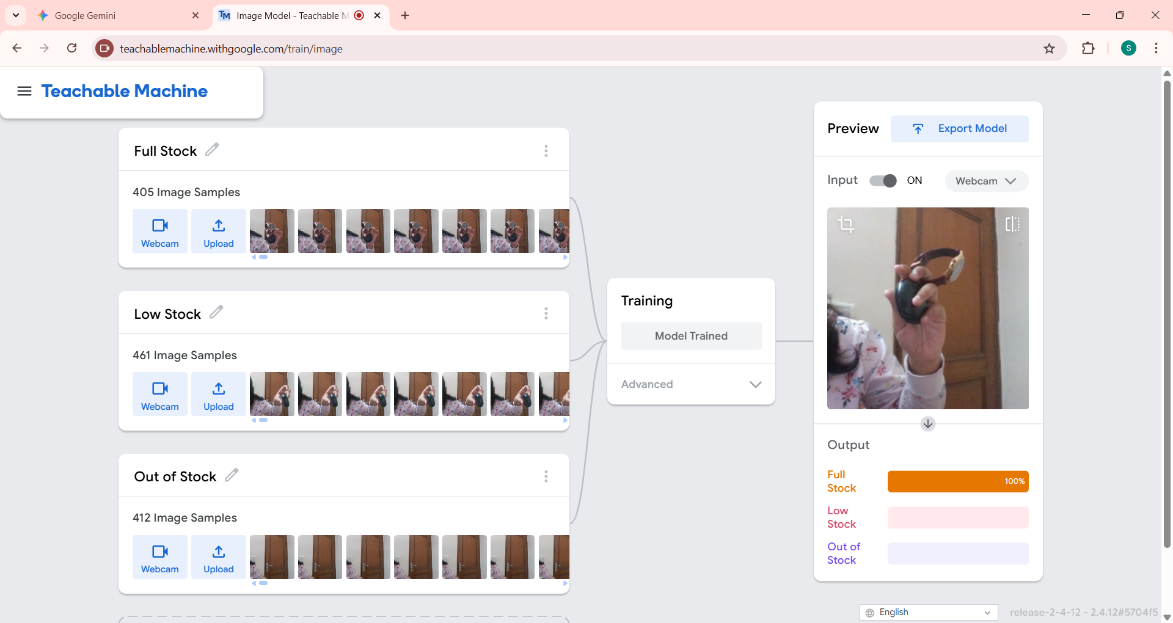 Google Gemini
Image Model - Teachable M
teachablemachine.withgoogle.com/train/image
S
Teachable Machine
Full Stock
405 Image Samples
Webcam
Upload
Low Stock
461 Image Samples
Webcam
Upload
Out of Stock
412 Image Samples
Webcam
Upload
Training
Model Trained
Advanced
Preview
Export Model
Input
ON
Webcam
Output
Full
Stock
100%
Low
Stock
Out of
Stock
English
release-2-4-12 - 2.4.12#5704f5